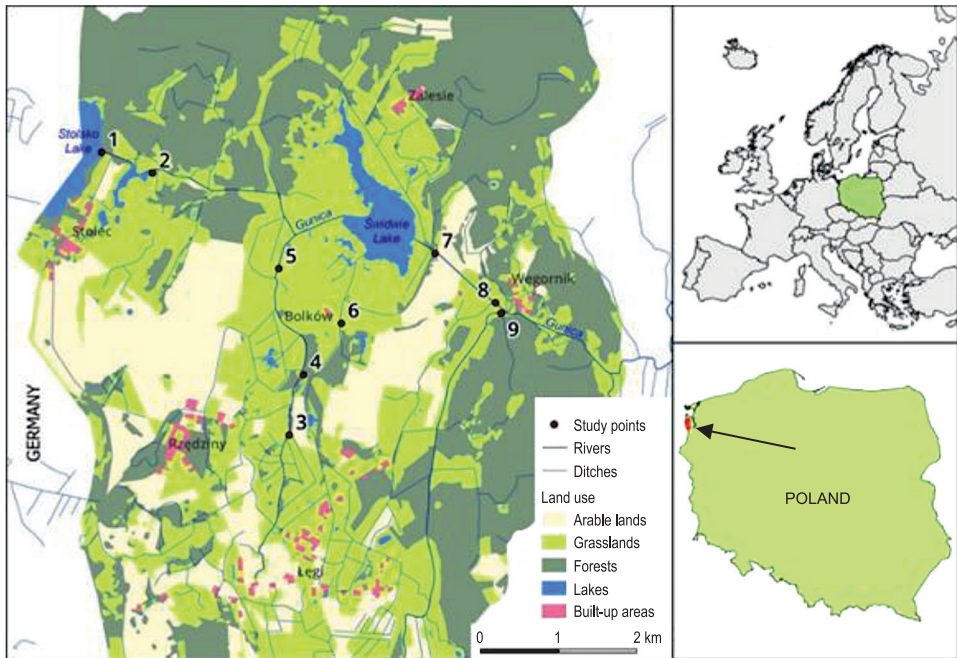 Zalesie
1
Stolsko
Lake
2
Stolec
Gunica
Świdwie
Lake
7
5
Węgornik
8
Bolków
6
9
Gunica
4
3
GERMANY
Rzędziny
Łęgi
Study points
Rivers
Ditches
Land use
Arable lands
Grasslands
Forests
Lakes
Built-up areas
0 1 2 km
POLAND